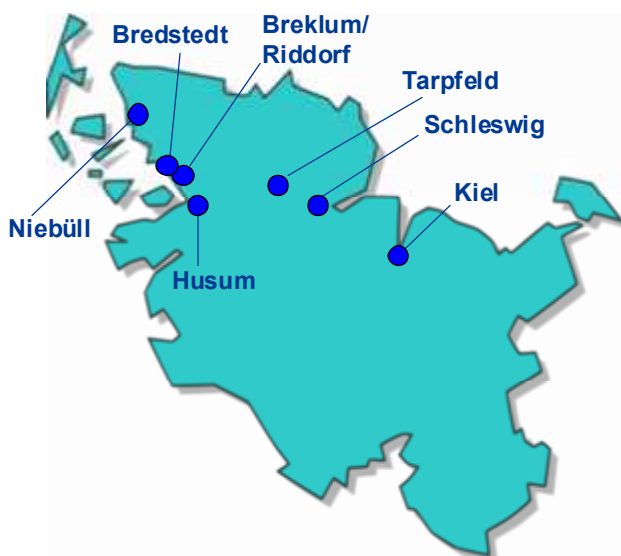 Bredstedt
Breklum/
Riddorf
Tarpfeld
Schleswig
Kiel
Niebüll
Husum